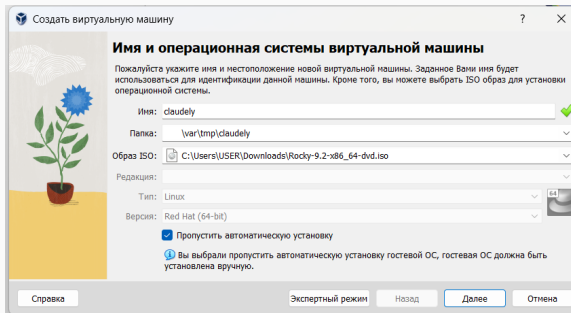 Создать виртуальную машину
Имя и операционная системы виртуальной машины
Пожалуйста укажите имя и местоположение новой виртуальной машины. Заданное Вами имя будет
использоваться для идентификации данной машины. Кроме того, вы можете выбрать ISO образ для установки
операционной системы.
Имя: claudely
Папка: \var\tmp\claudely
Образ ISO: C:\Users\USER\Downloads\Rocky-9.2-x86_64-dvd.iso
Редакция:
Тип: Linux
64
Версия: Red Hat (64-bit)
Пропустить автоматическую установку
Вы выбрали пропустить автоматическую установку гостевой ОС, гостевая ОС должна быть
установлена вручную.
Справка Экспертный режим Назад Далее Отмена